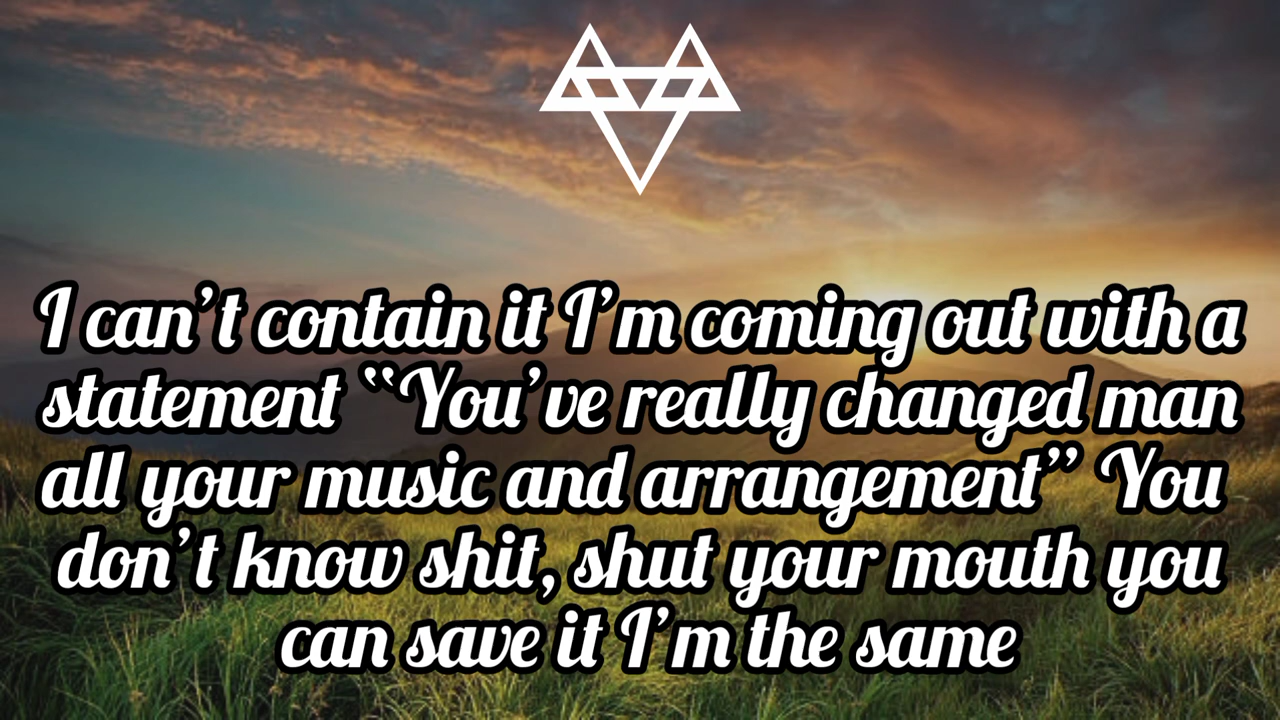 I can’t contain it I’m coming out with a
statement “You’ve really changed man
all your music and arrangement” You
don’t know shit, shut your mouth you
can save it I’m the same